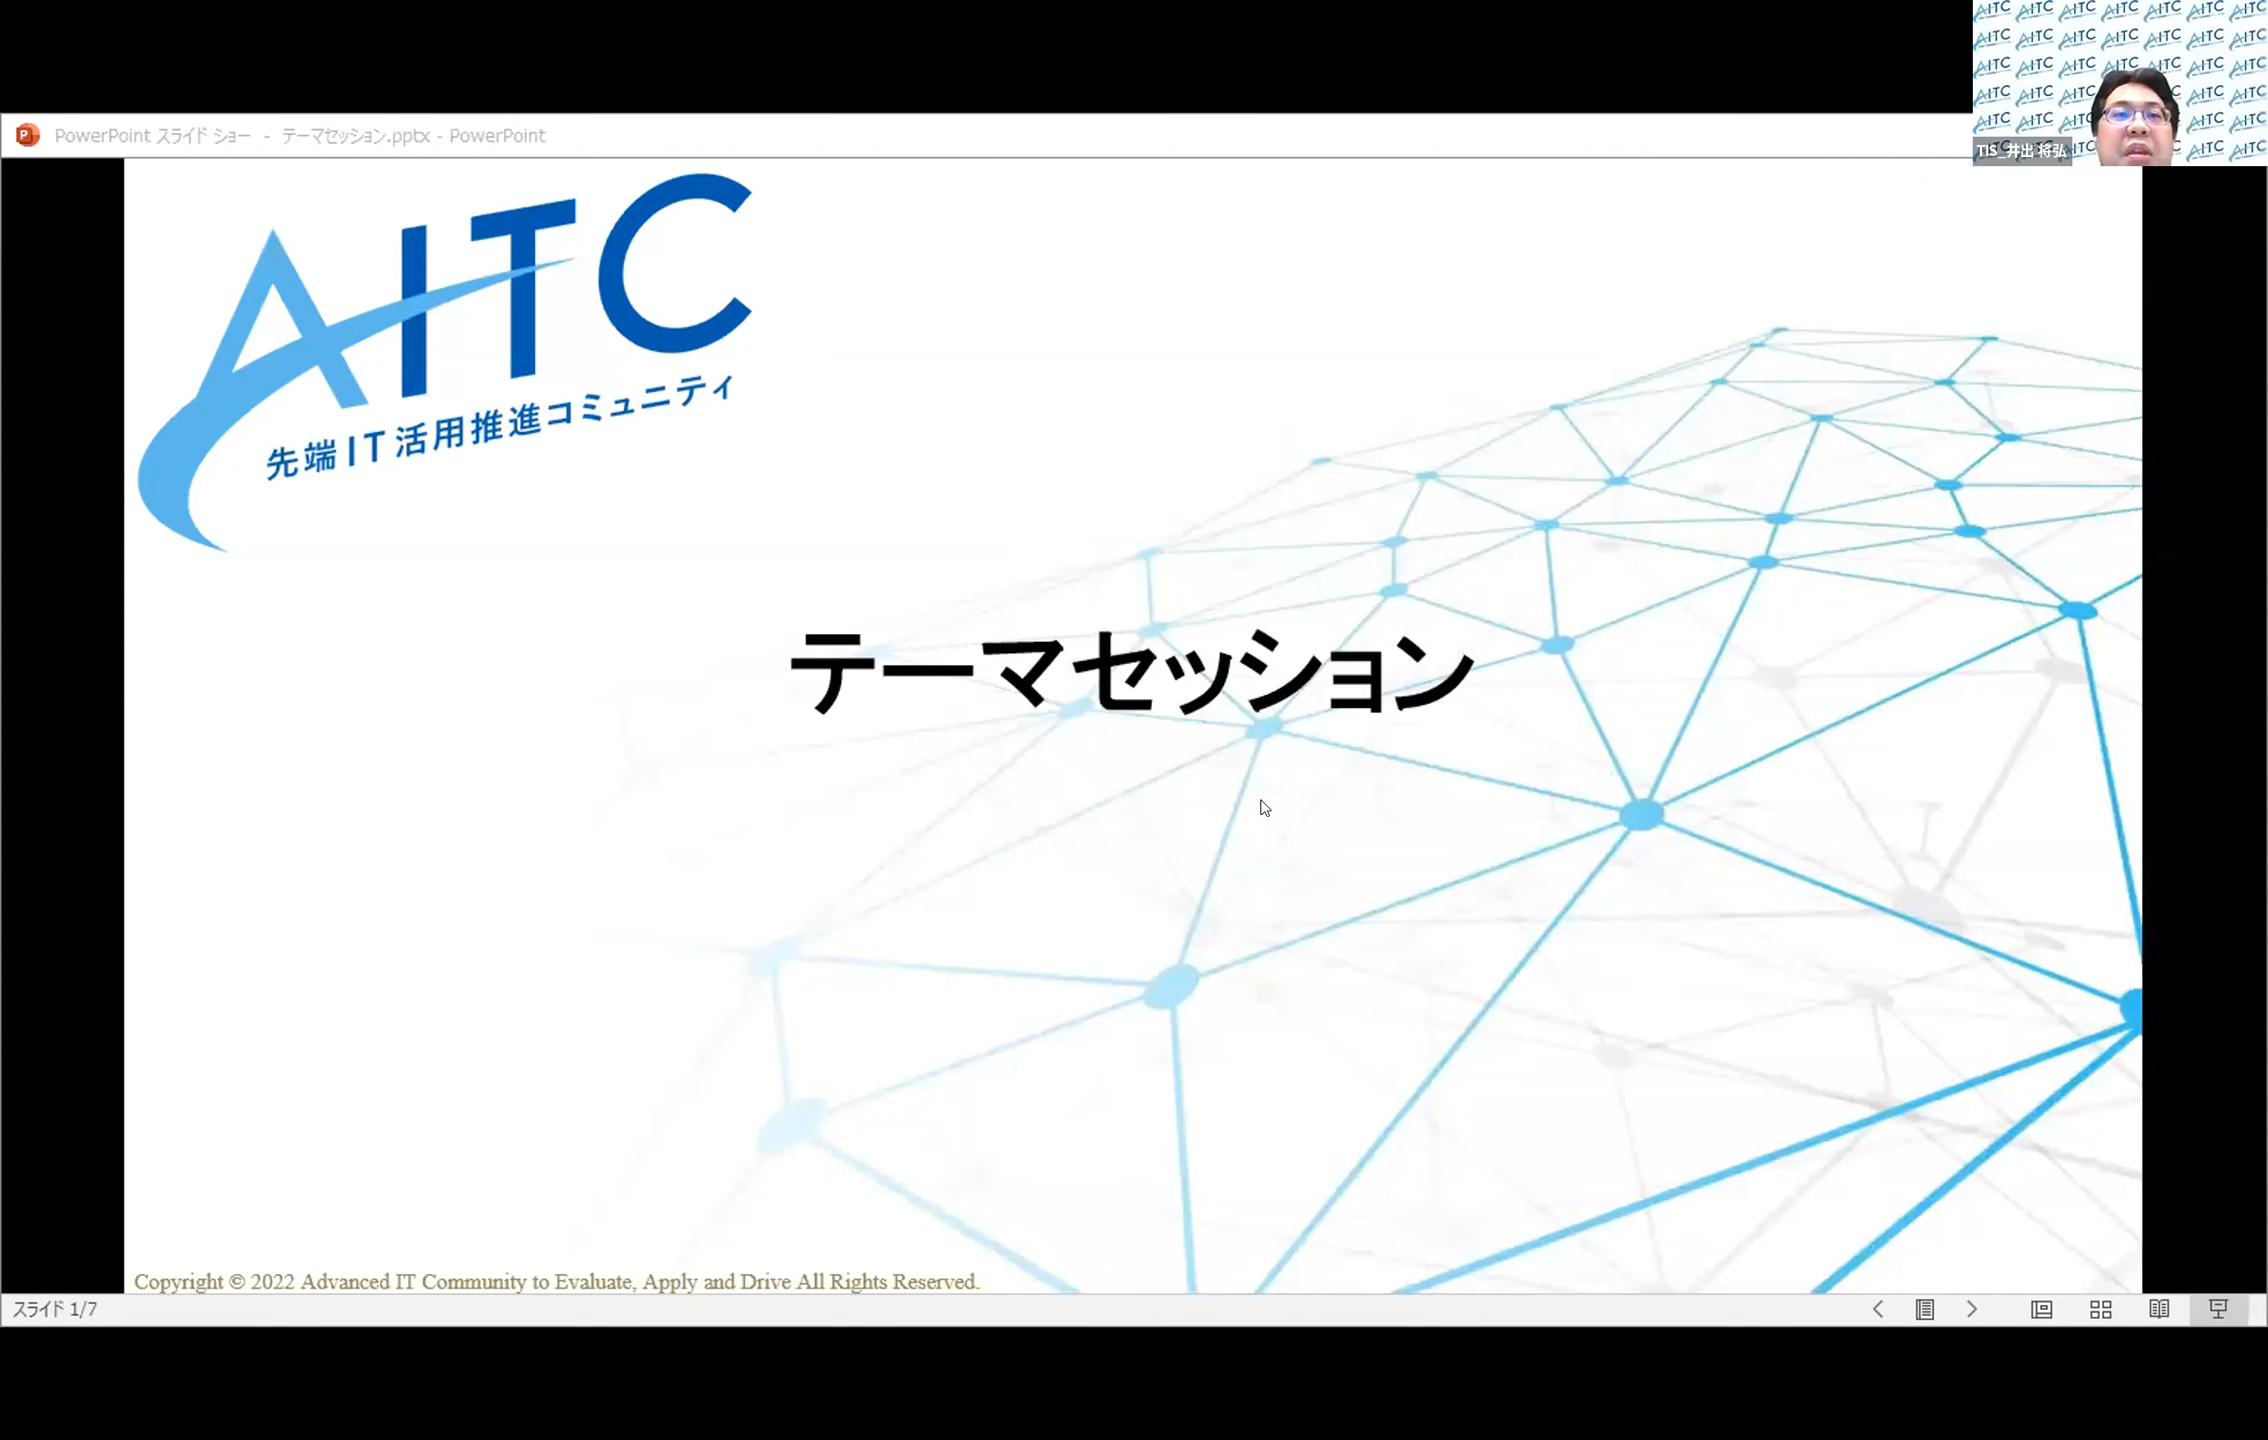 PowerPoint スライド ショー - テーマセッション.pptx - PowerPoint
TIS_井出 将弘
AITC
先端IT活用推進コミュニティ
テーマセッション
Copyright © 2022 Advanced IT Community to Evaluate, Apply and Drive All Rights Reserved.
スライド 1/7